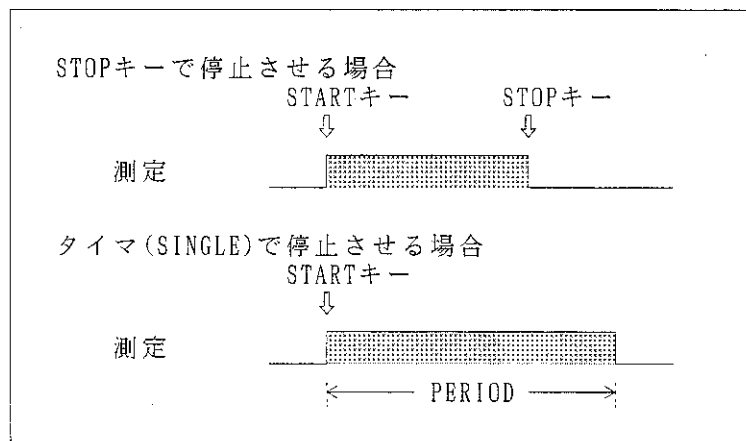 STOPキーで停止させる場合
STARTキー STOPキー
測定
タイマ(SINGLE)で停止させる場合
STARTキー
測定
PERIOD